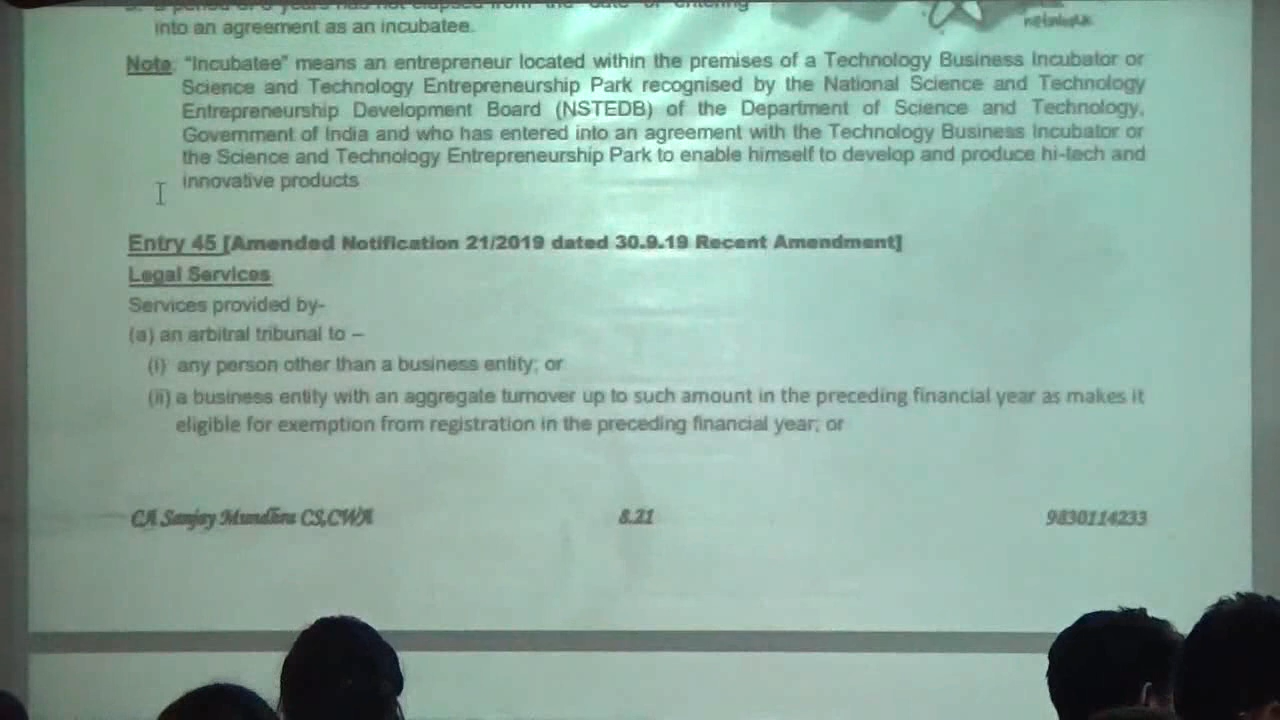 into an agreement as an incubatee.
Note: "Incubatee" means an entrepreneur located within the premises of a Technology Business Incubator or
Science and Technology Entrepreneurship Park recognised by the National Science and Technology
Entrepreneurship Development Board (NSTEDB) of the Department of Science and Technology,
Government of India and who has entered into an agreement with the Technology Business Incubator or
the Science and Technology Entrepreneurship Park to enable himself to develop and produce hi-tech and
innovative products
Entry 45 [Amended Notification 21/2019 dated 30.9.19 Recent Amendment]
Legal Services
Services provided by-
(a) an arbitral tribunal to –
(i) any person other than a business entity; or
(ii) a business entity with an aggregate turnover up to such amount in the preceding financial year as makes it
eligible for exemption from registration in the preceding financial year; or
CA Sanjay Mundhra CS,CWA 8.21 9830114233